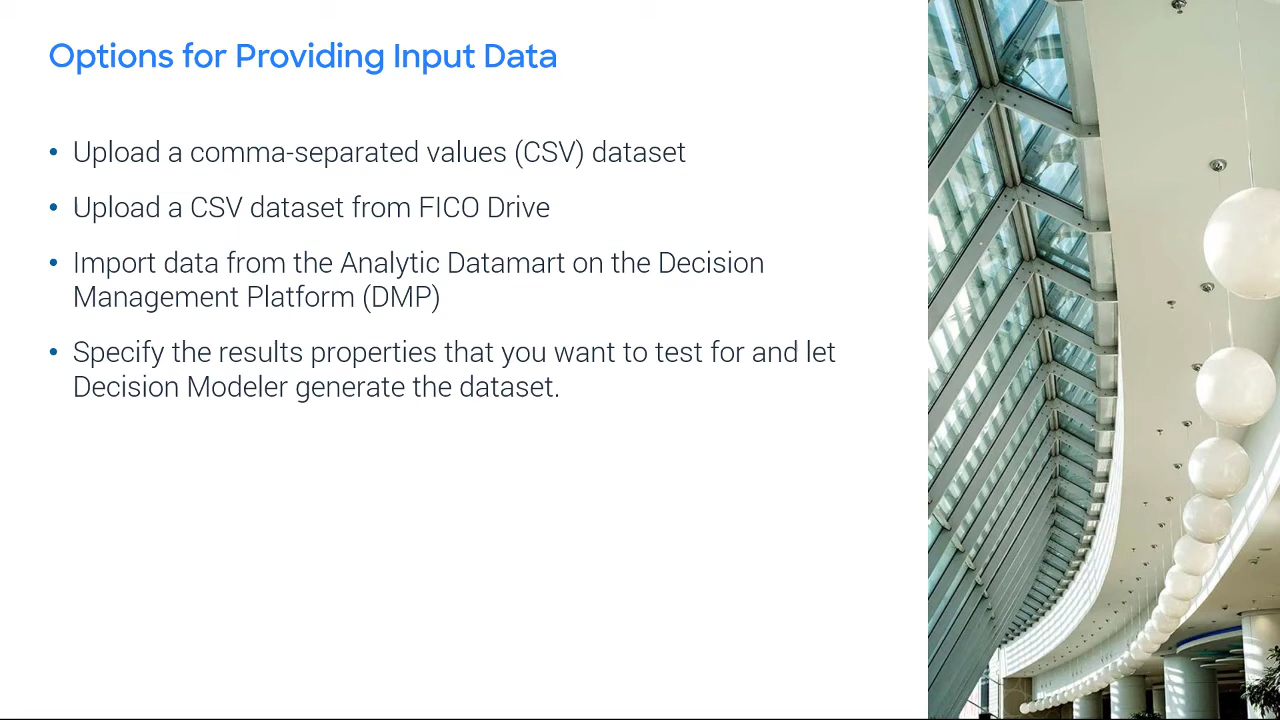 Options for Providing Input Data
• Upload a comma-separated values (CSV) dataset
• Upload a CSV dataset from FICO Drive
• Import data from the Analytic Datamart on the Decision
Management Platform (DMP)
• Specify the results properties that you want to test for and let
Decision Modeler generate the dataset.